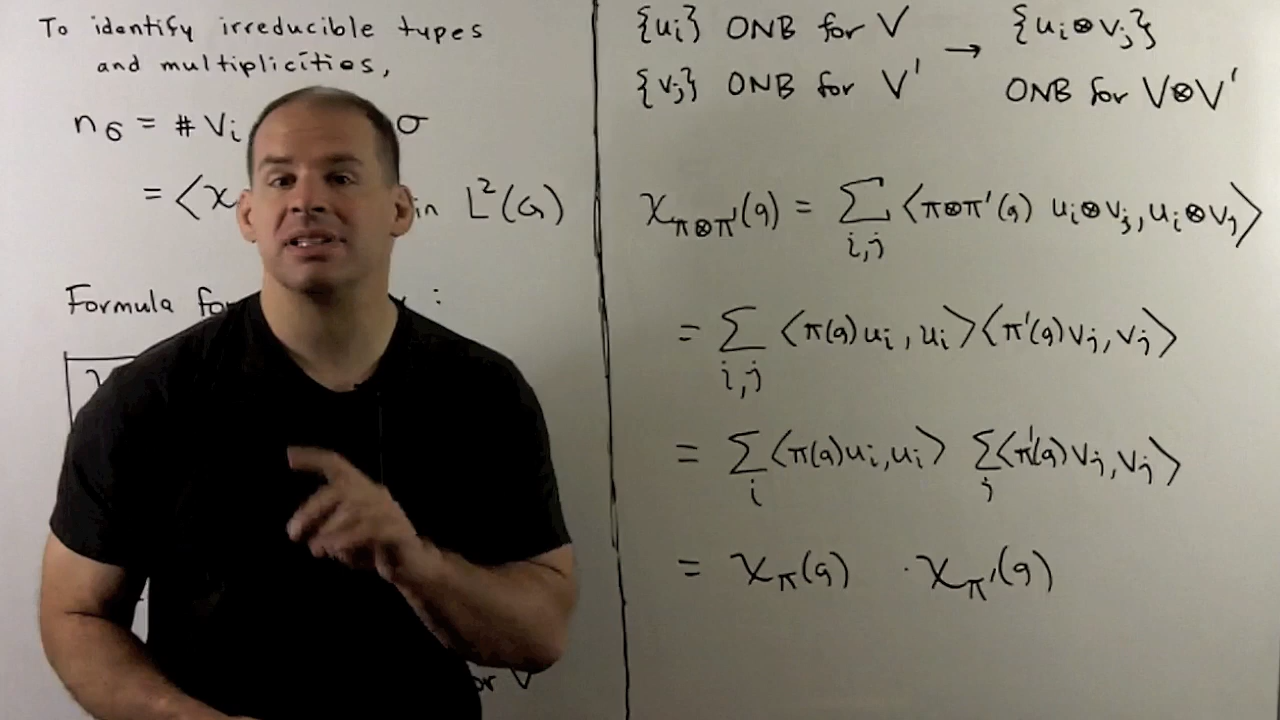 To identify irreducible types
and multiplicities,
n_σ = # V_i σ
= ⟨χ in L²(G)
Formula for :
for V
{u_i} ONB for V
{v_j} ONB for V'
→
{u_i⊗v_j}
ONB for V⊗V'
χ_{π⊗π'}(g) = Σ_{i,j} ⟨π⊗π'(g) u_i⊗v_j, u_i⊗v_j⟩
= Σ_{i,j} ⟨π(g)u_i, u_i⟩⟨π'(g)v_j, v_j⟩
= Σ_i ⟨π(g)u_i, u_i⟩ Σ_j ⟨π'(g)v_j, v_j⟩
= χ_π(g) · χ_{π'}(g)